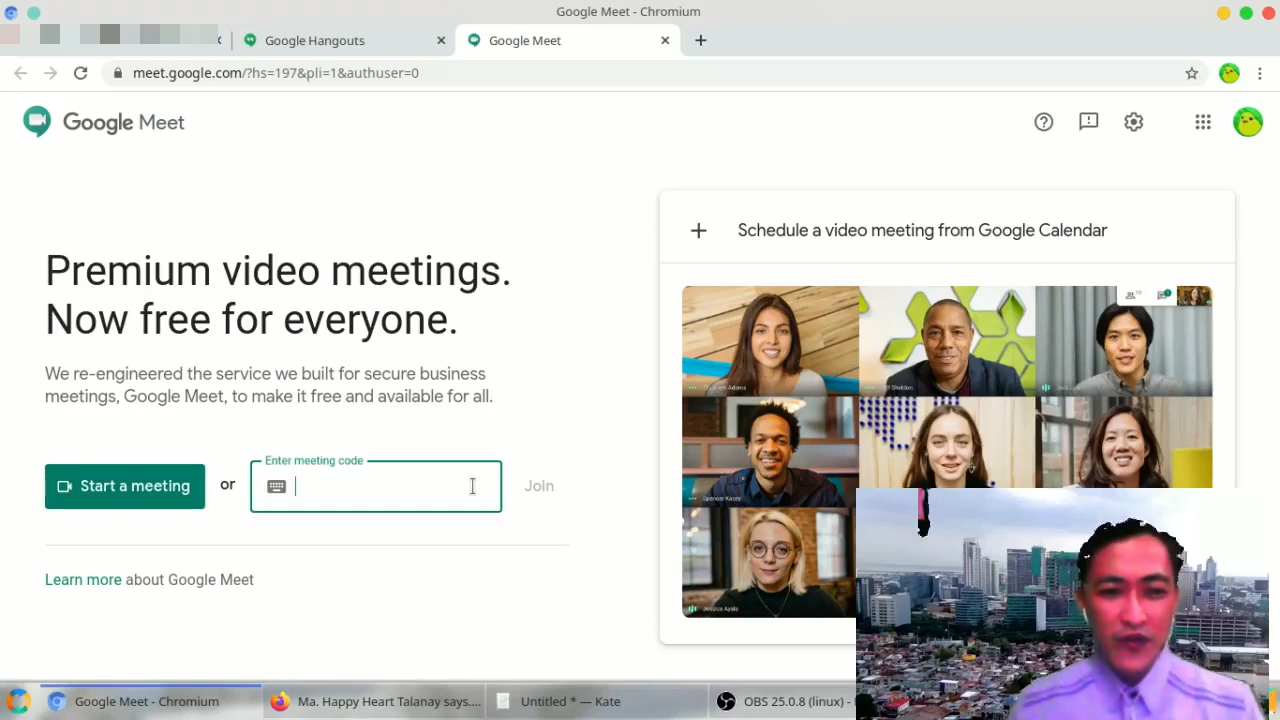 Google Meet - Chromium
Google Hangouts
Google Meet
meet.google.com/?hs=197&pli=1&authuser=0
Google Meet
Schedule a video meeting from Google Calendar
Premium video meetings.
Now free for everyone.
We re-engineered the service we built for secure business
meetings, Google Meet, to make it free and available for all.
Enter meeting code
Start a meeting
or
Join
Learn more about Google Meet
Spencer Kacey
Jessica Ayala
Google Meet - Chromium
Ma. Happy Heart Talanay says....
Untitled * — Kate
OBS 25.0.8 (linux) -